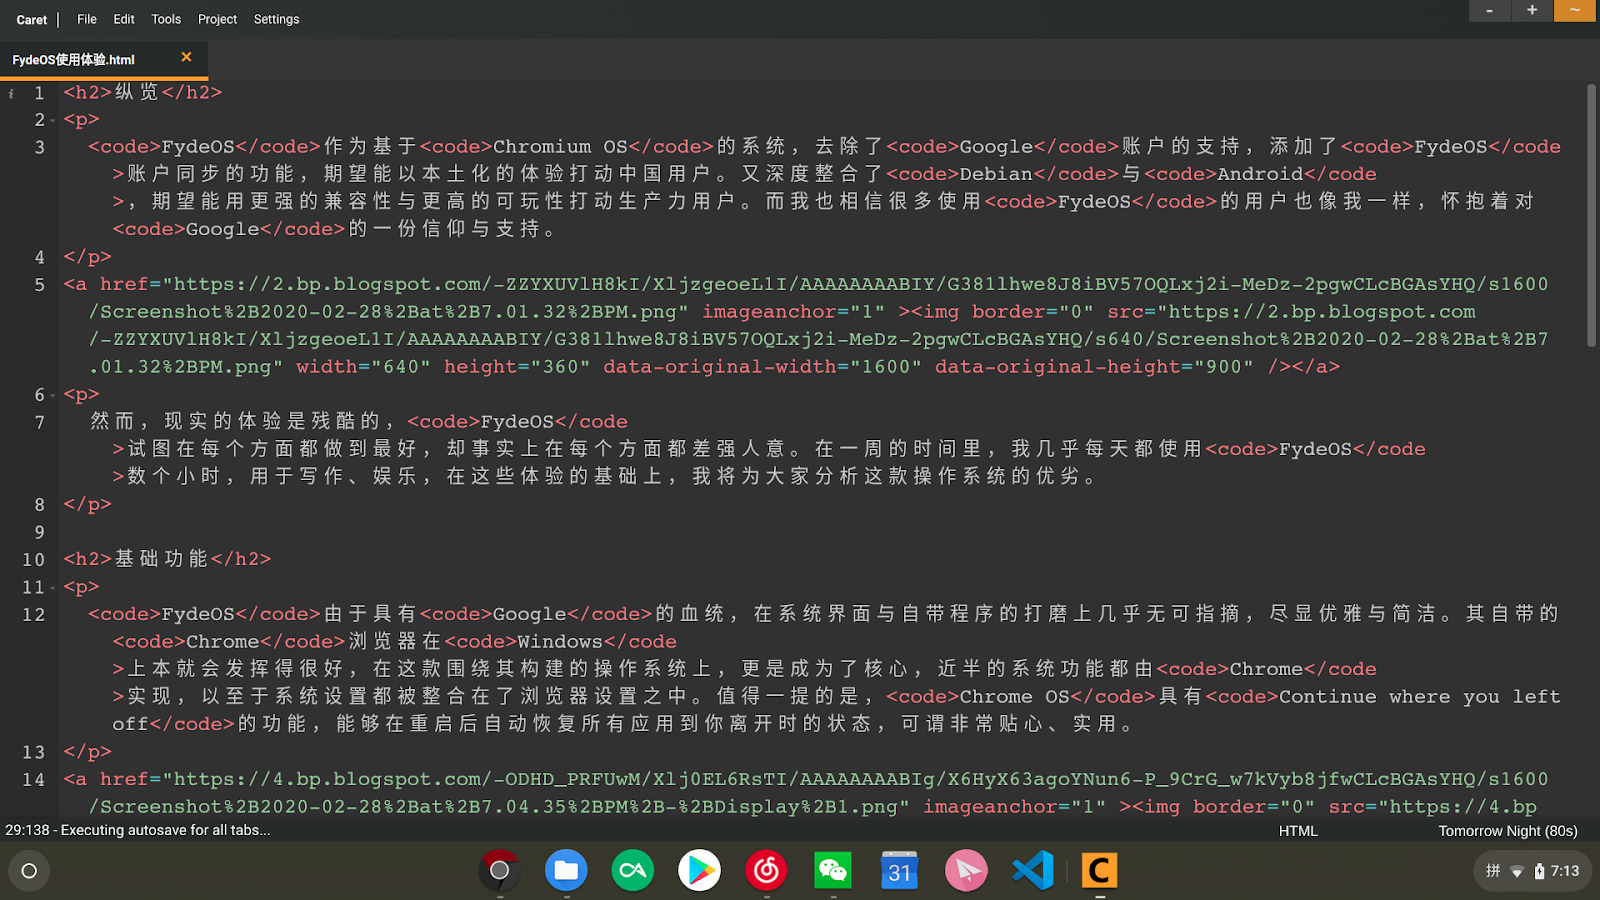 Caret | File Edit Tools Project Settings - + ~
FydeOS使用体验.html ✕
i 1 <h2>纵览</h2>
2 <p>
3 <code>FydeOS</code>作为基于<code>Chromium OS</code>的系统，去除了<code>Google</code>账户的支持，添加了<code>FydeOS</code
>账户同步的功能，期望能以本土化的体验打动中国用户。又深度整合了<code>Debian</code>与<code>Android</code
>，期望能用更强的兼容性与更高的可玩性打动生产力用户。而我也相信很多使用<code>FydeOS</code>的用户也像我一样，怀抱着对
<code>Google</code>的一份信仰与支持。
4 </p>
5 <a href="https://2.bp.blogspot.com/-ZZYXUVlH8kI/XljzgeoeL1I/AAAAAAAABIY/G381lhwe8J8iBV57OQLxj2i-MeDz-2pgwCLcBGAsYHQ/s1600
/Screenshot%2B2020-02-28%2Bat%2B7.01.32%2BPM.png" imageanchor="1" ><img border="0" src="https://2.bp.blogspot.com
/-ZZYXUVlH8kI/XljzgeoeL1I/AAAAAAAABIY/G381lhwe8J8iBV57OQLxj2i-MeDz-2pgwCLcBGAsYHQ/s640/Screenshot%2B2020-02-28%2Bat%2B7
.01.32%2BPM.png" width="640" height="360" data-original-width="1600" data-original-height="900" /></a>
6 <p>
7 然而，现实的体验是残酷的，<code>FydeOS</code
>试图在每个方面都做到最好，却事实上在每个方面都差强人意。在一周的时间里，我几乎每天都使用<code>FydeOS</code
>数个小时，用于写作、娱乐，在这些体验的基础上，我将为大家分析这款操作系统的优劣。
8 </p>
9
10 <h2>基础功能</h2>
11 <p>
12 <code>FydeOS</code>由于具有<code>Google</code>的血统，在系统界面与自带程序的打磨上几乎无可指摘，尽显优雅与简洁。其自带的
<code>Chrome</code>浏览器在<code>Windows</code
>上本就会发挥得很好，在这款围绕其构建的操作系统上，更是成为了核心，近半的系统功能都由<code>Chrome</code
>实现，以至于系统设置都被整合在了浏览器设置之中。值得一提的是，<code>Chrome OS</code>具有<code>Continue where you left
off</code>的功能，能够在重启后自动恢复所有应用到你离开时的状态，可谓非常贴心、实用。
13 </p>
14 <a href="https://4.bp.blogspot.com/-ODHD_PRFUwM/Xlj0EL6RsTI/AAAAAAAABIg/X6HyX63agoYNun6-P_9CrG_w7kVyb8jfwCLcBGAsYHQ/s1600
/Screenshot%2B2020-02-28%2Bat%2B7.04.35%2BPM%2B-%2BDisplay%2B1.png" imageanchor="1" ><img border="0" src="https://4.bp
29:138 - Executing autosave for all tabs... HTML Tomorrow Night (80s)
31 C 拼 7:13